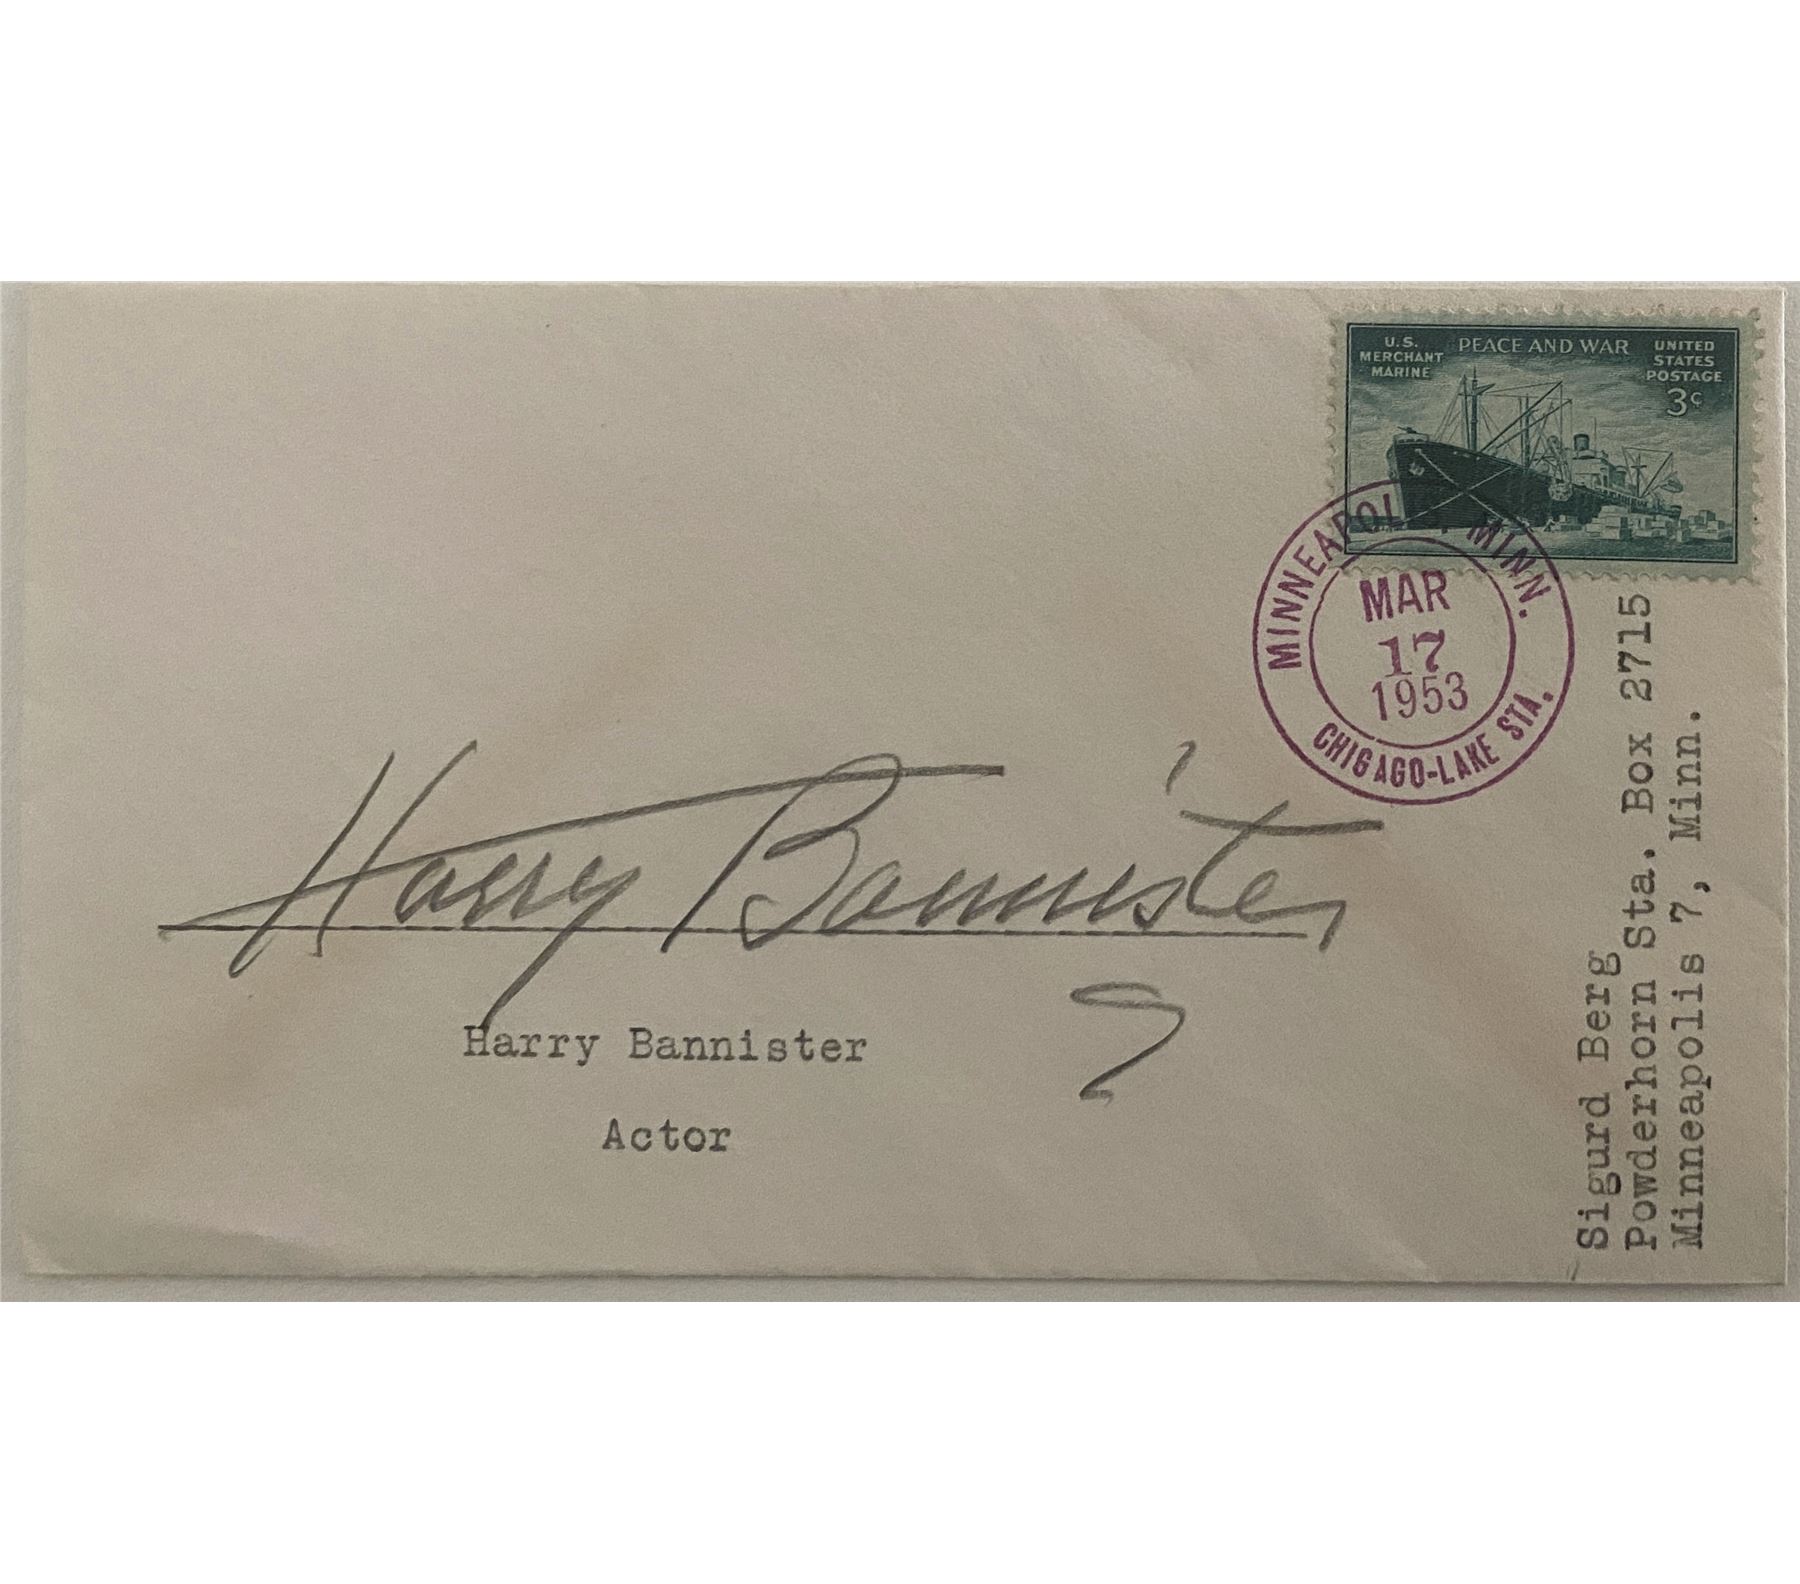 U.S.
MERCHANT
MARINE
PEACE AND WAR
UNITED
STATES
POSTAGE
3¢
MINNEAPOLIS, MINN.
MAR
17
1953
CHIGAGO-LAKE STA.
Harry Bannister
Harry Bannister
Actor
Sigurd Berg
Powderhorn Sta. Box 2715
Minneapolis 7, Minn.